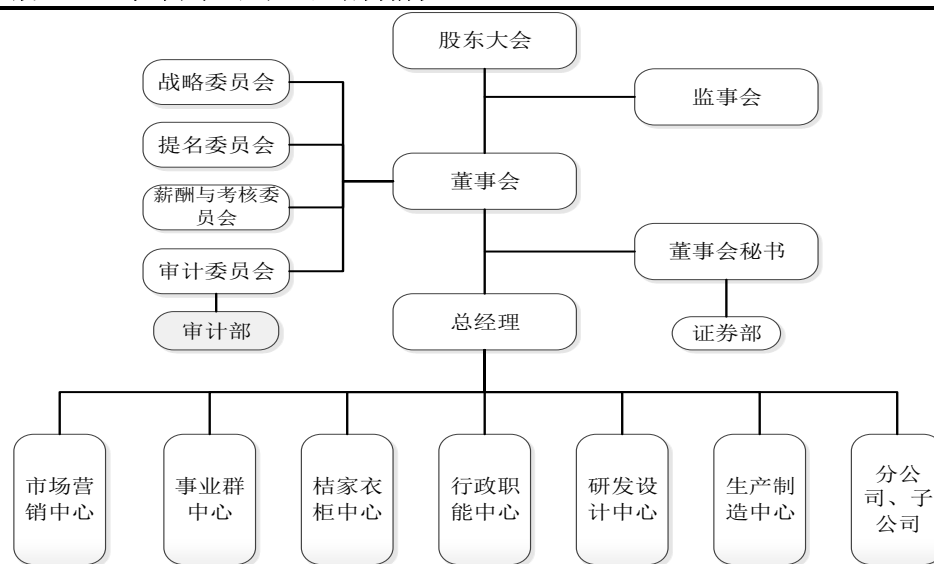 股东大会
战略委员会
监事会
提名委员会
董事会
薪酬与考核委
员会
董事会秘书
审计委员会
总经理
审计部
证券部
市场营
销中心
事业群
中心
桔家衣
柜中心
行政职
能中心
研发设
计中心
生产制
造中心
分公
司、子
公司